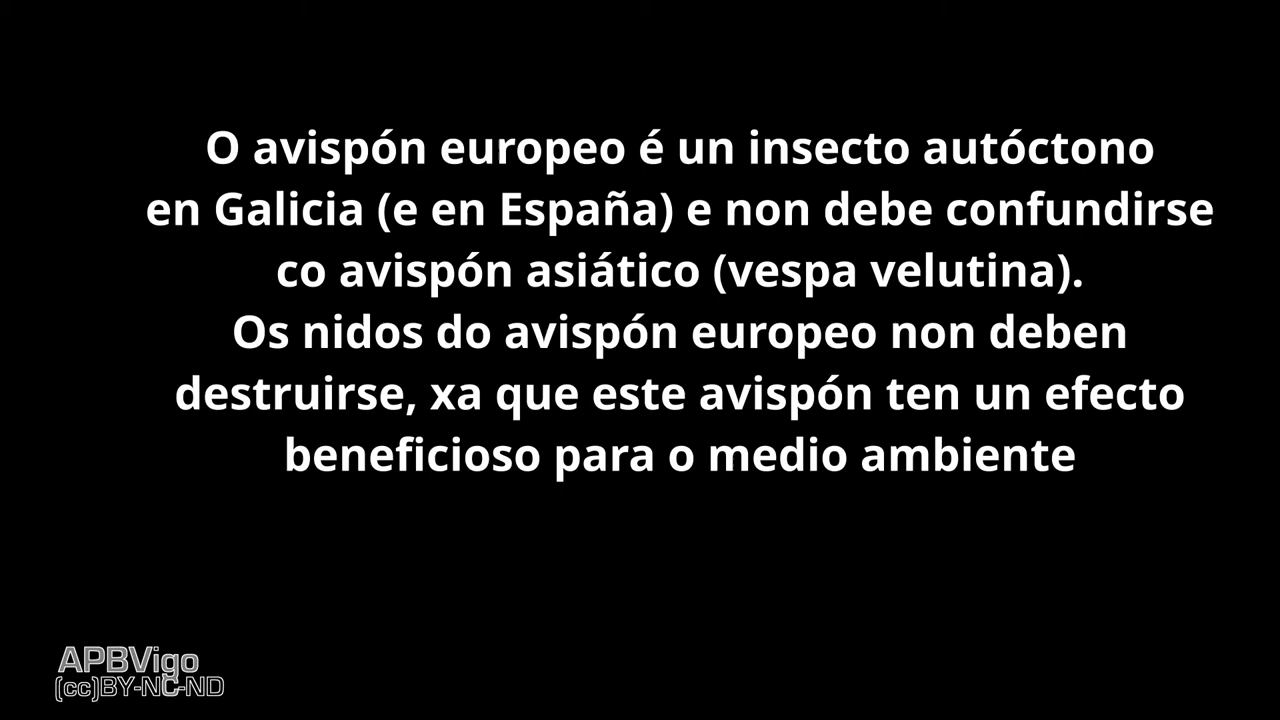 O avispón europeo é un insecto autóctono
en Galicia (e en España) e non debe confundirse
co avispón asiático (vespa velutina).
Os nidos do avispón europeo non deben
destruirse, xa que este avispón ten un efecto
beneficioso para o medio ambiente
APBVigo
(cc)BY-NC-ND